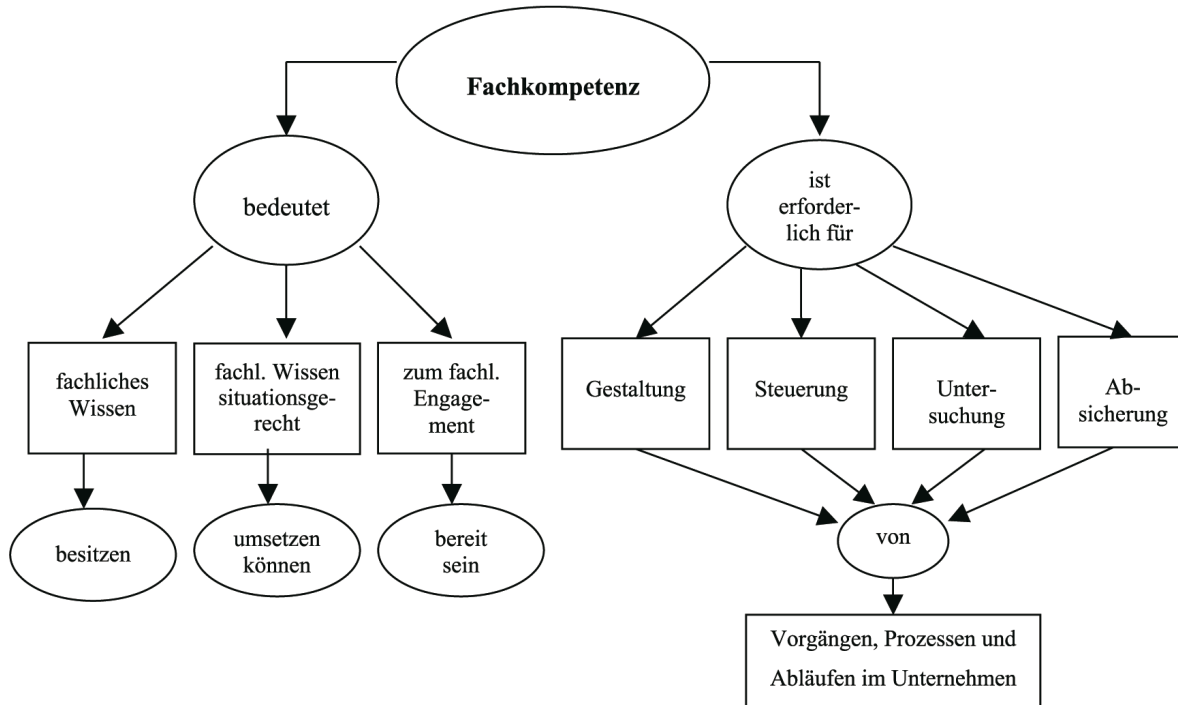 Fachkompetenz
bedeutet
ist
erforder-
lich für
fachliches
Wissen
fachl. Wissen
situationsge-
recht
zum fachl.
Engage-
ment
Gestaltung
Steuerung
Unter-
suchung
Ab-
sicherung
besitzen
umsetzen
können
bereit
sein
von
Vorgängen, Prozessen und
Abläufen im Unternehmen